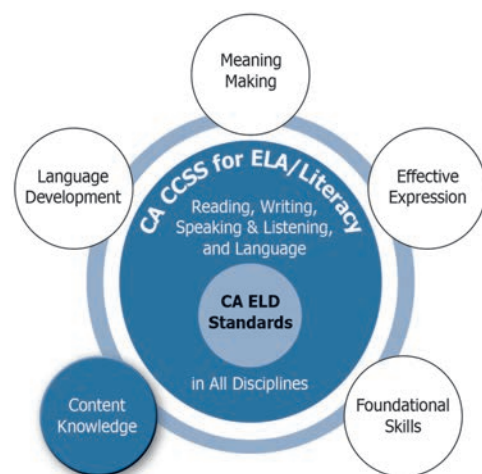 Meaning
Making
Language
Development
Effective
Expression
CA CCSS for ELA/Literacy
Reading, Writing,
Speaking & Listening,
and Language
CA ELD
Standards
in All Disciplines
Content
Knowledge
Foundational
Skills